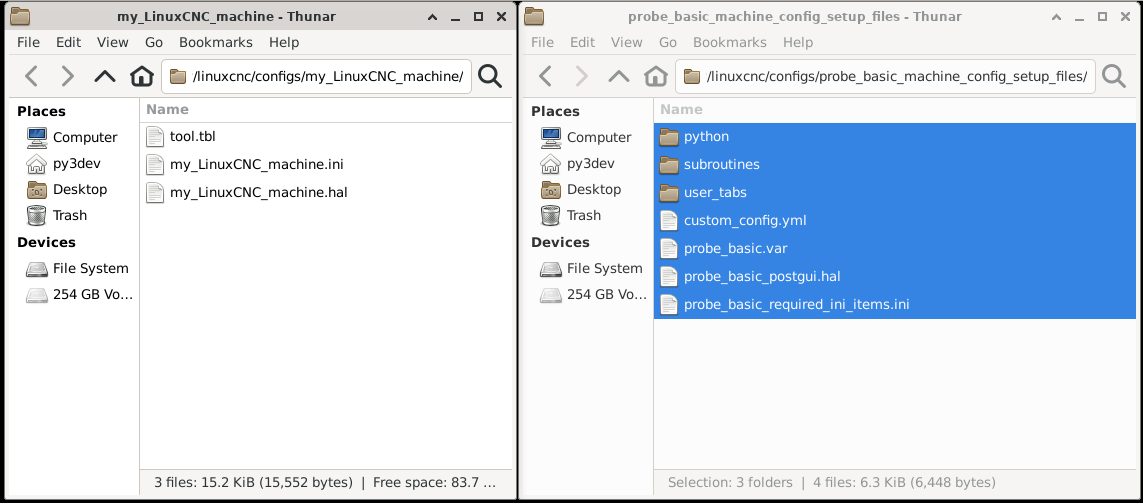 my_LinuxCNC_machine - Thunar
File Edit View Go Bookmarks Help
/linuxcnc/configs/my_LinuxCNC_machine/
Places
Computer
py3dev
Desktop
Trash
Devices
File System
254 GB Vo...
Name
tool.tbl
my_LinuxCNC_machine.ini
my_LinuxCNC_machine.hal
3 files: 15.2 KiB (15,552 bytes) | Free space: 83.7 ...
probe_basic_machine_config_setup_files - Thunar
File Edit View Go Bookmarks Help
/linuxcnc/configs/probe_basic_machine_config_setup_files/
Places
Computer
py3dev
Desktop
Trash
Devices
File System
254 GB Vo...
Name
python
subroutines
user_tabs
custom_config.yml
probe_basic.var
probe_basic_postgui.hal
probe_basic_required_ini_items.ini
Selection: 3 folders | 4 files: 6.3 KiB (6,448 bytes)